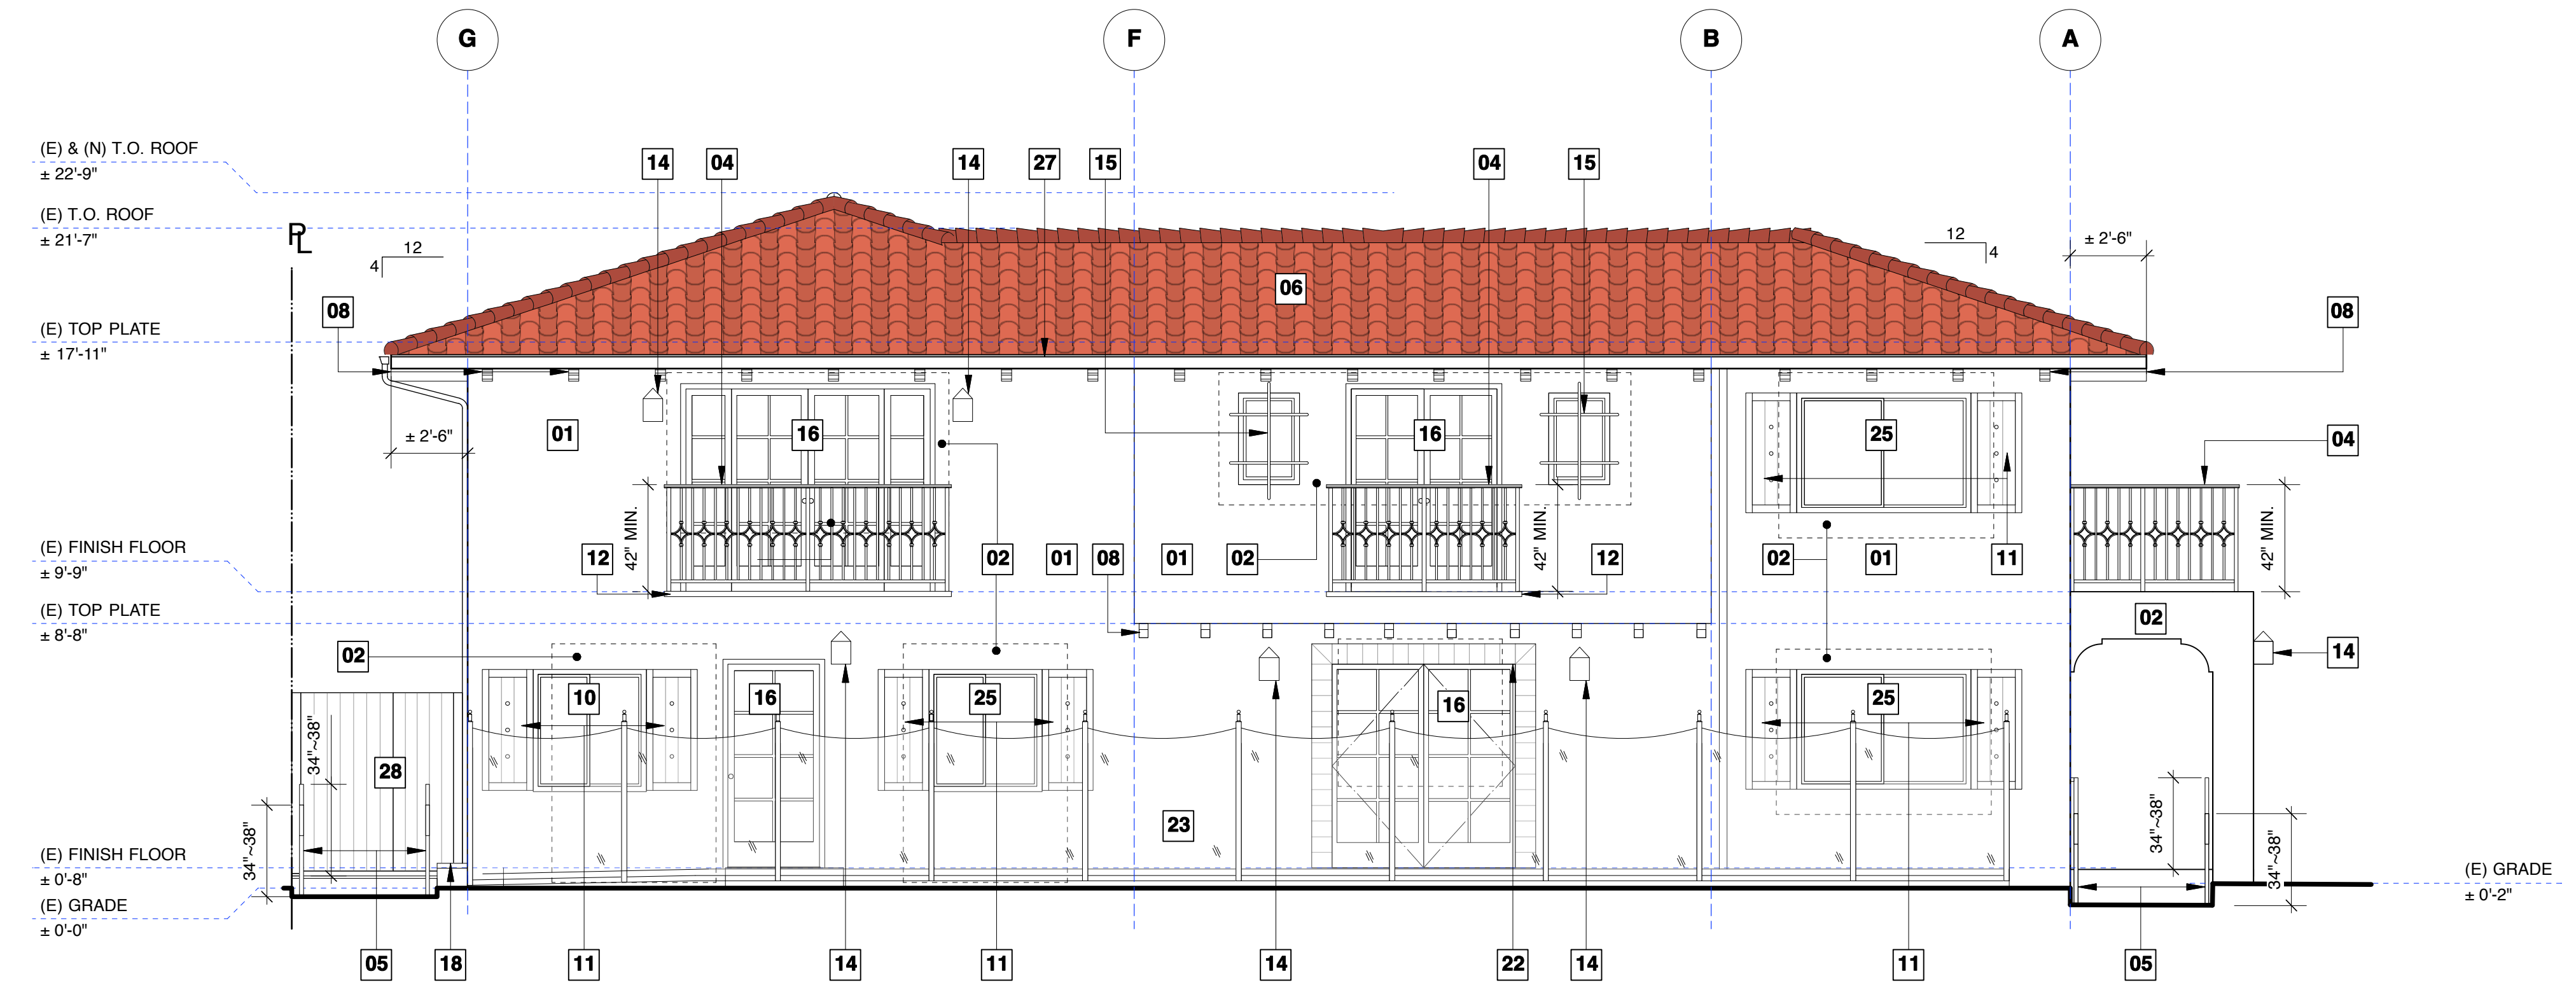 G F B A
(E) & (N) T.O. ROOF
± 22'-9"
14 04 14 27 15 04 15
(E) T.O. ROOF
± 21'-7"
PL
12
4
12
4
± 2'-6"
06
08
08
(E) TOP PLATE
± 17'-11"
± 2'-6"
01 16 16 25 04
42" MIN.
42" MIN.
42" MIN.
(E) FINISH FLOOR
± 9'-9"
12 02 01 08 01 02 12 02 01 11
(E) TOP PLATE
± 8'-8"
02
02
14
10 16 25 16 25
34"~38"
28
34"~38"
23
34"~38"
34"~38"
(E) FINISH FLOOR
± 0'-8"
(E) GRADE
± 0'-0"
(E) GRADE
± 0'-2"
05 18 11 14 11 14 22 14 11 05